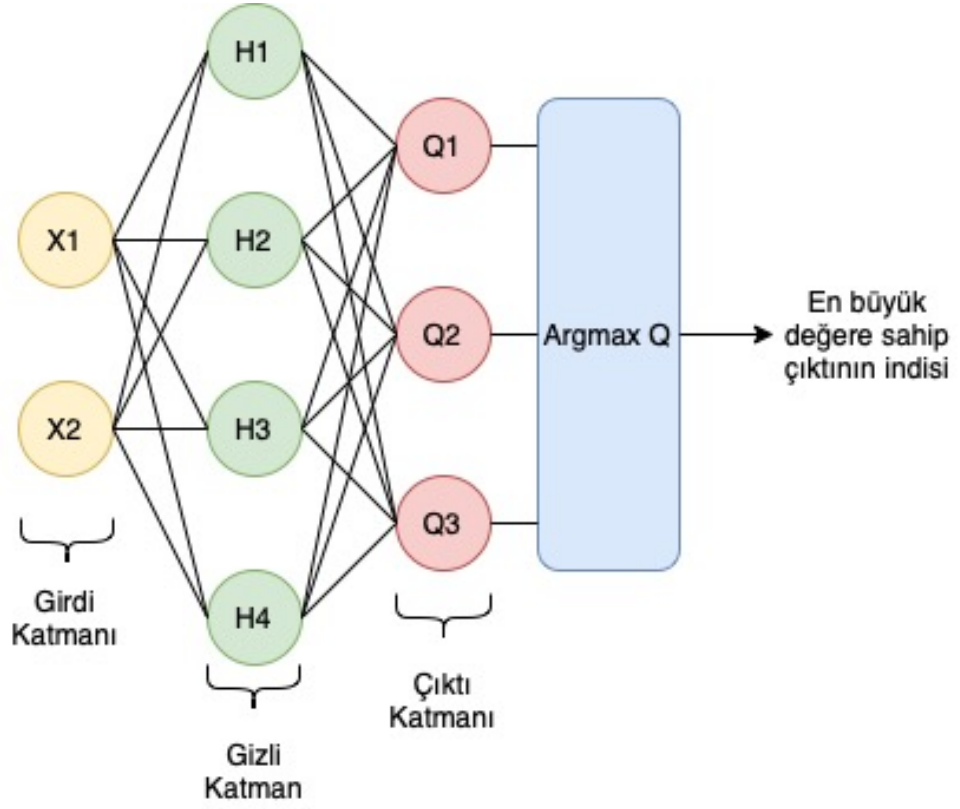 H1
Q1
X1
H2
Q2
Argmax Q
En büyük
değere sahip
çıktının indisi
X2
H3
Q3
Girdi
Katmanı
H4
Çıktı
Katmanı
Gizli
Katman